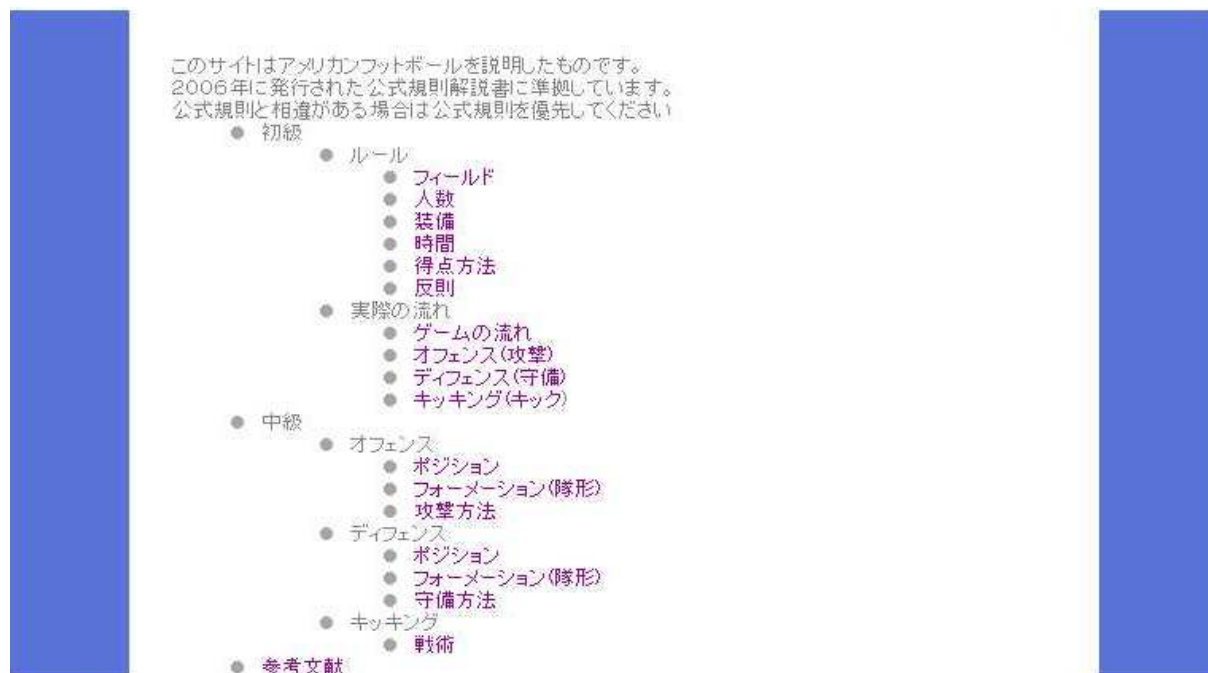 このサイトはアメリカンフットボールを説明したものです。
2006年に発行された公式規則解説書に準拠しています。
公式規則と相違がある場合は公式規則を優先してください
初級
ルール
フィールド
人数
装備
時間
得点方法
反則
実際の流れ
ゲームの流れ
オフェンス(攻撃)
ディフェンス(守備)
キッキング(キック)
中級
オフェンス
ポジション
フォーメーション(隊形)
攻撃方法
ディフェンス
ポジション
フォーメーション(隊形)
守備方法
キッキング
戦術
参考文献